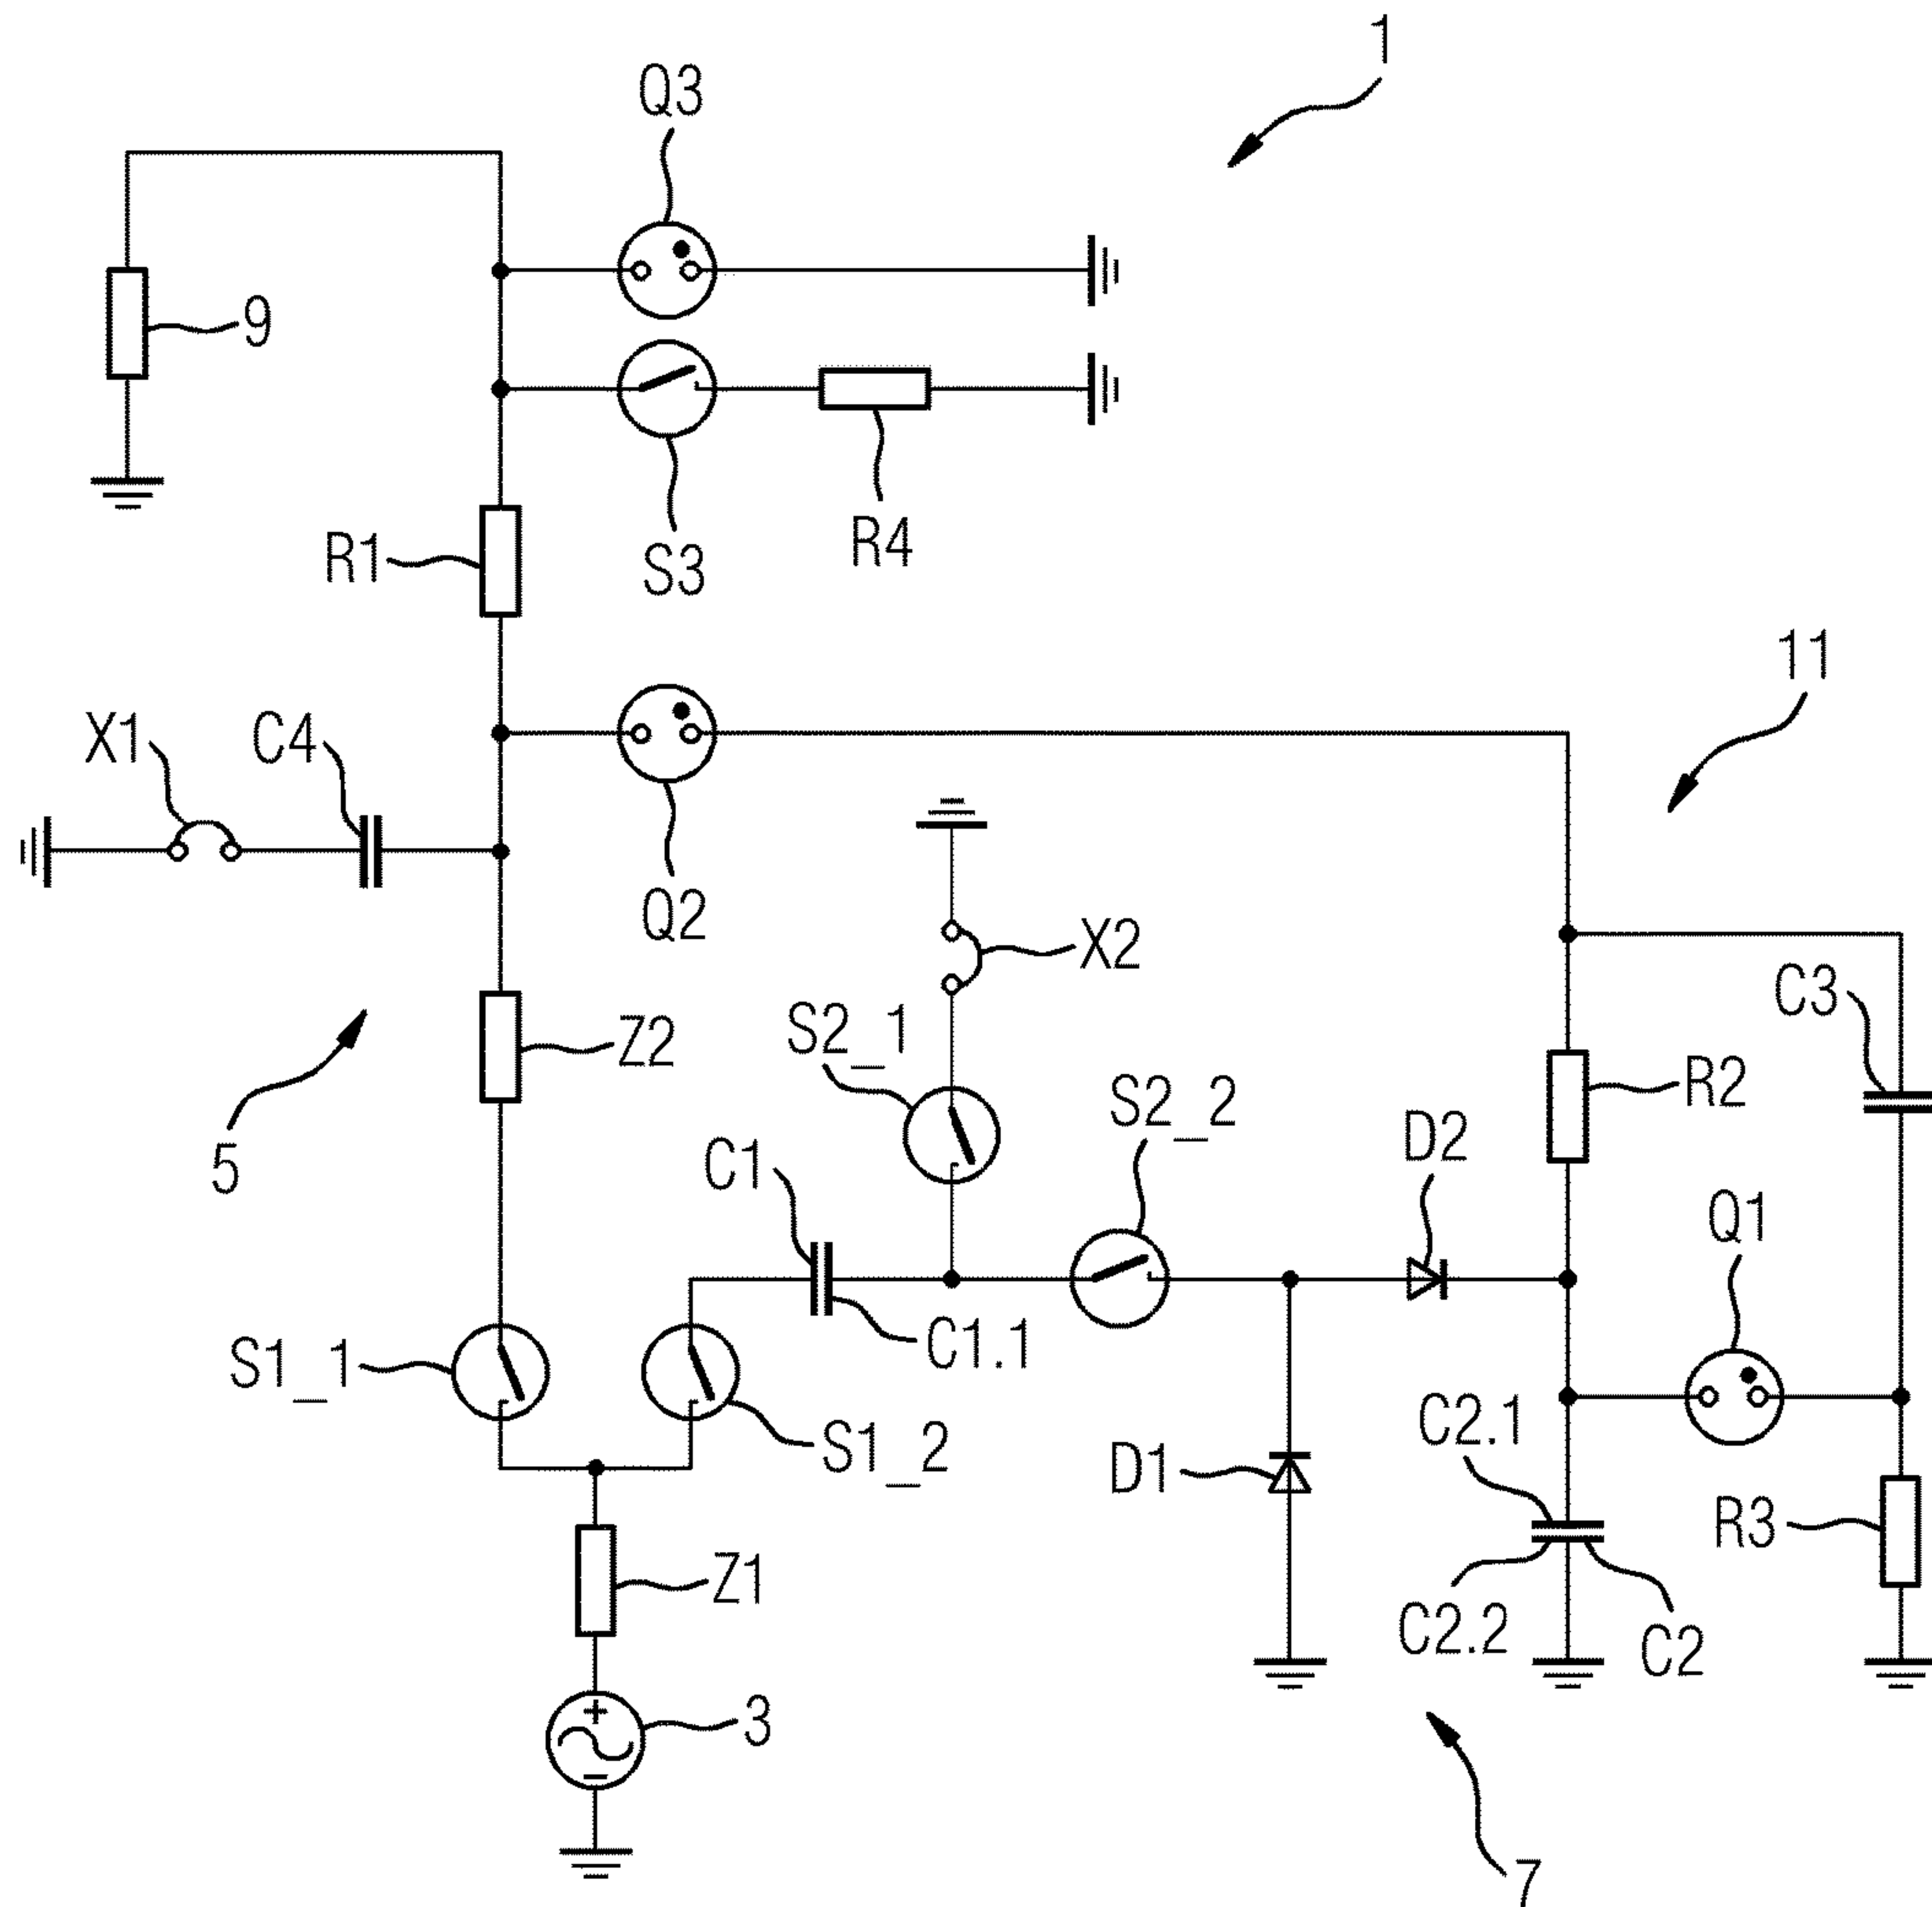 1
Q3
9
R1
S3
R4
11
X1
C4
Q2
X2
C3
S2_1
Z2
S2_2
R2
5
C1
D2
Q1
S1_1
C1.1
C2.1
S1_2
D1
R3
Z1
C2.2
C2
3
7
+
-